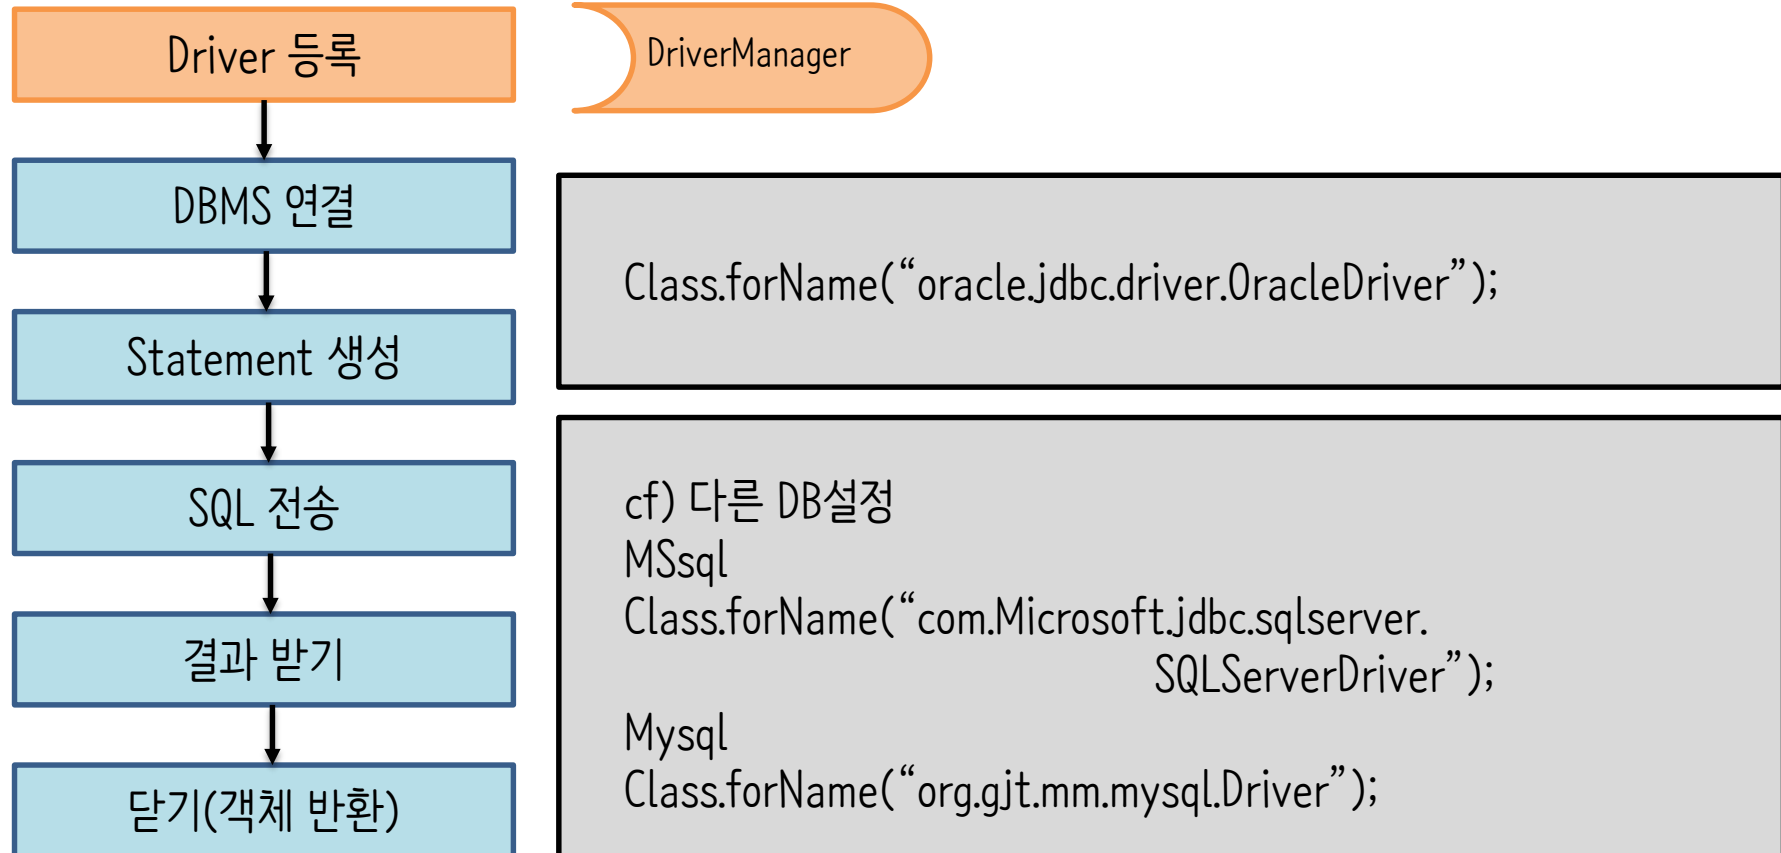 Driver 등록
DriverManager
DBMS 연결
Statement 생성
SQL 전송
결과 받기
닫기(객체 반환)
Class.forName(“oracle.jdbc.driver.OracleDriver”);
cf) 다른 DB설정
MSsql
Class.forName(“com.Microsoft.jdbc.sqlserver.
SQLServerDriver”);
Mysql
Class.forName(“org.gjt.mm.mysql.Driver”);